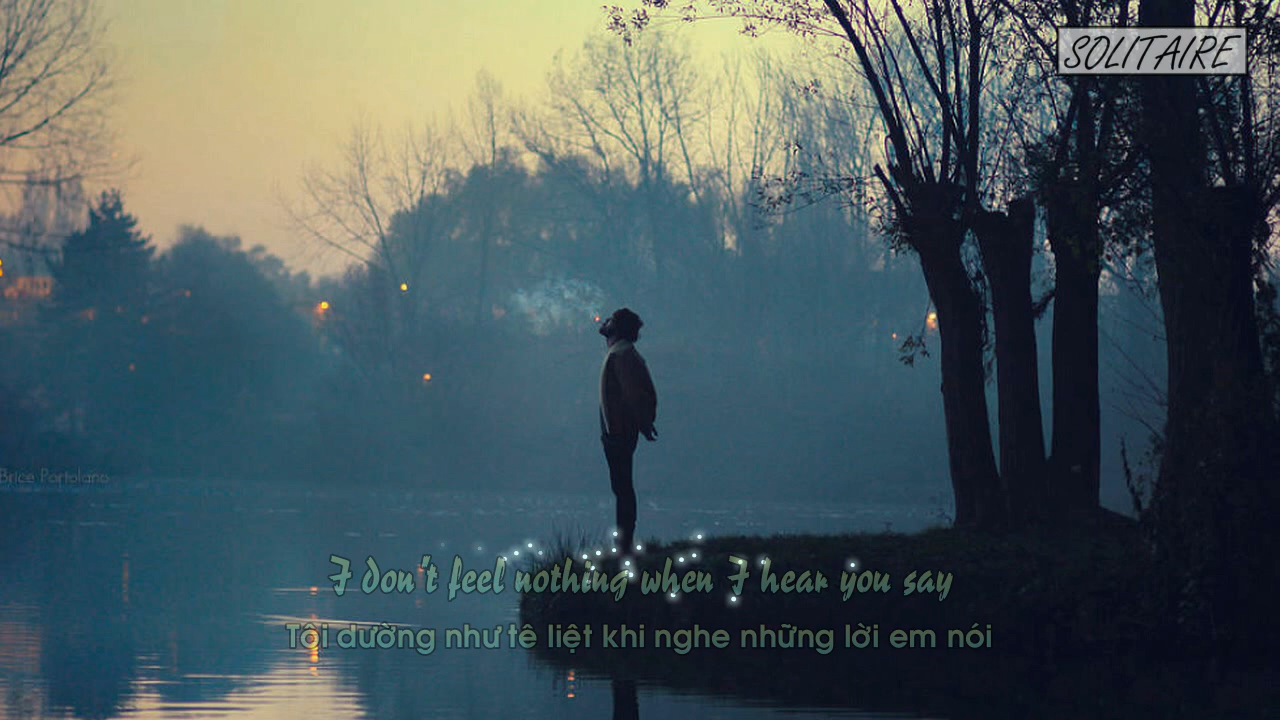 SOLITAIRE
Brice Portolano
I don't feel nothing when I hear you say
Tôi dường như tê liệt khi nghe những lời em nói